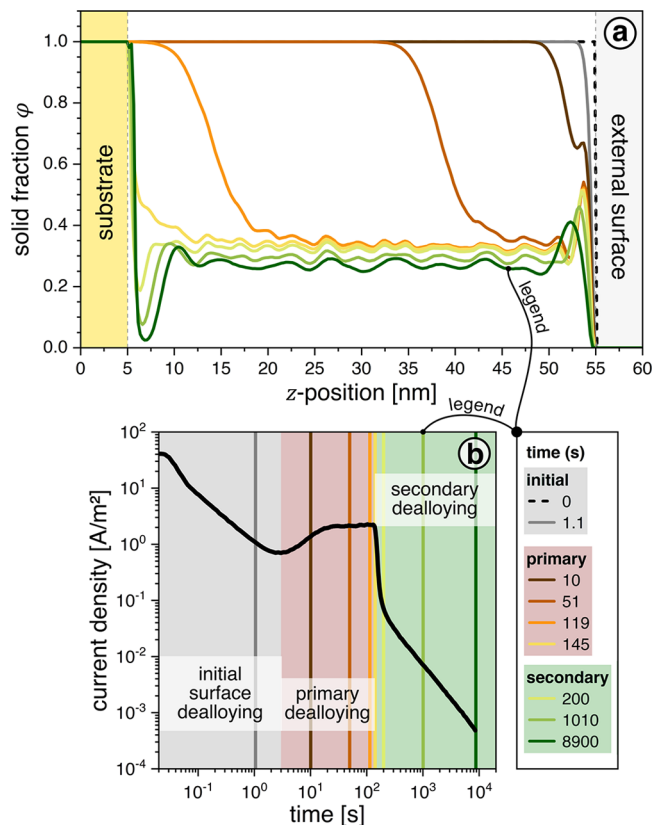 a
1.0
0.8
0.6
0.4
0.2
0.0
solid fraction φ
substrate
external surface
legend
0 5 10 15 20 25 30 35 40 45 50 55 60
z-position [nm]
legend
b
10²
10¹
10⁰
10⁻¹
10⁻²
10⁻³
10⁻⁴
current density [A/m²]
secondary
dealloying
initial
surface
dealloying
primary
dealloying
10⁻¹ 10⁰ 10¹ 10² 10³ 10⁴
time [s]
time (s)
initial
0
1.1
primary
10
51
119
145
secondary
200
1010
8900